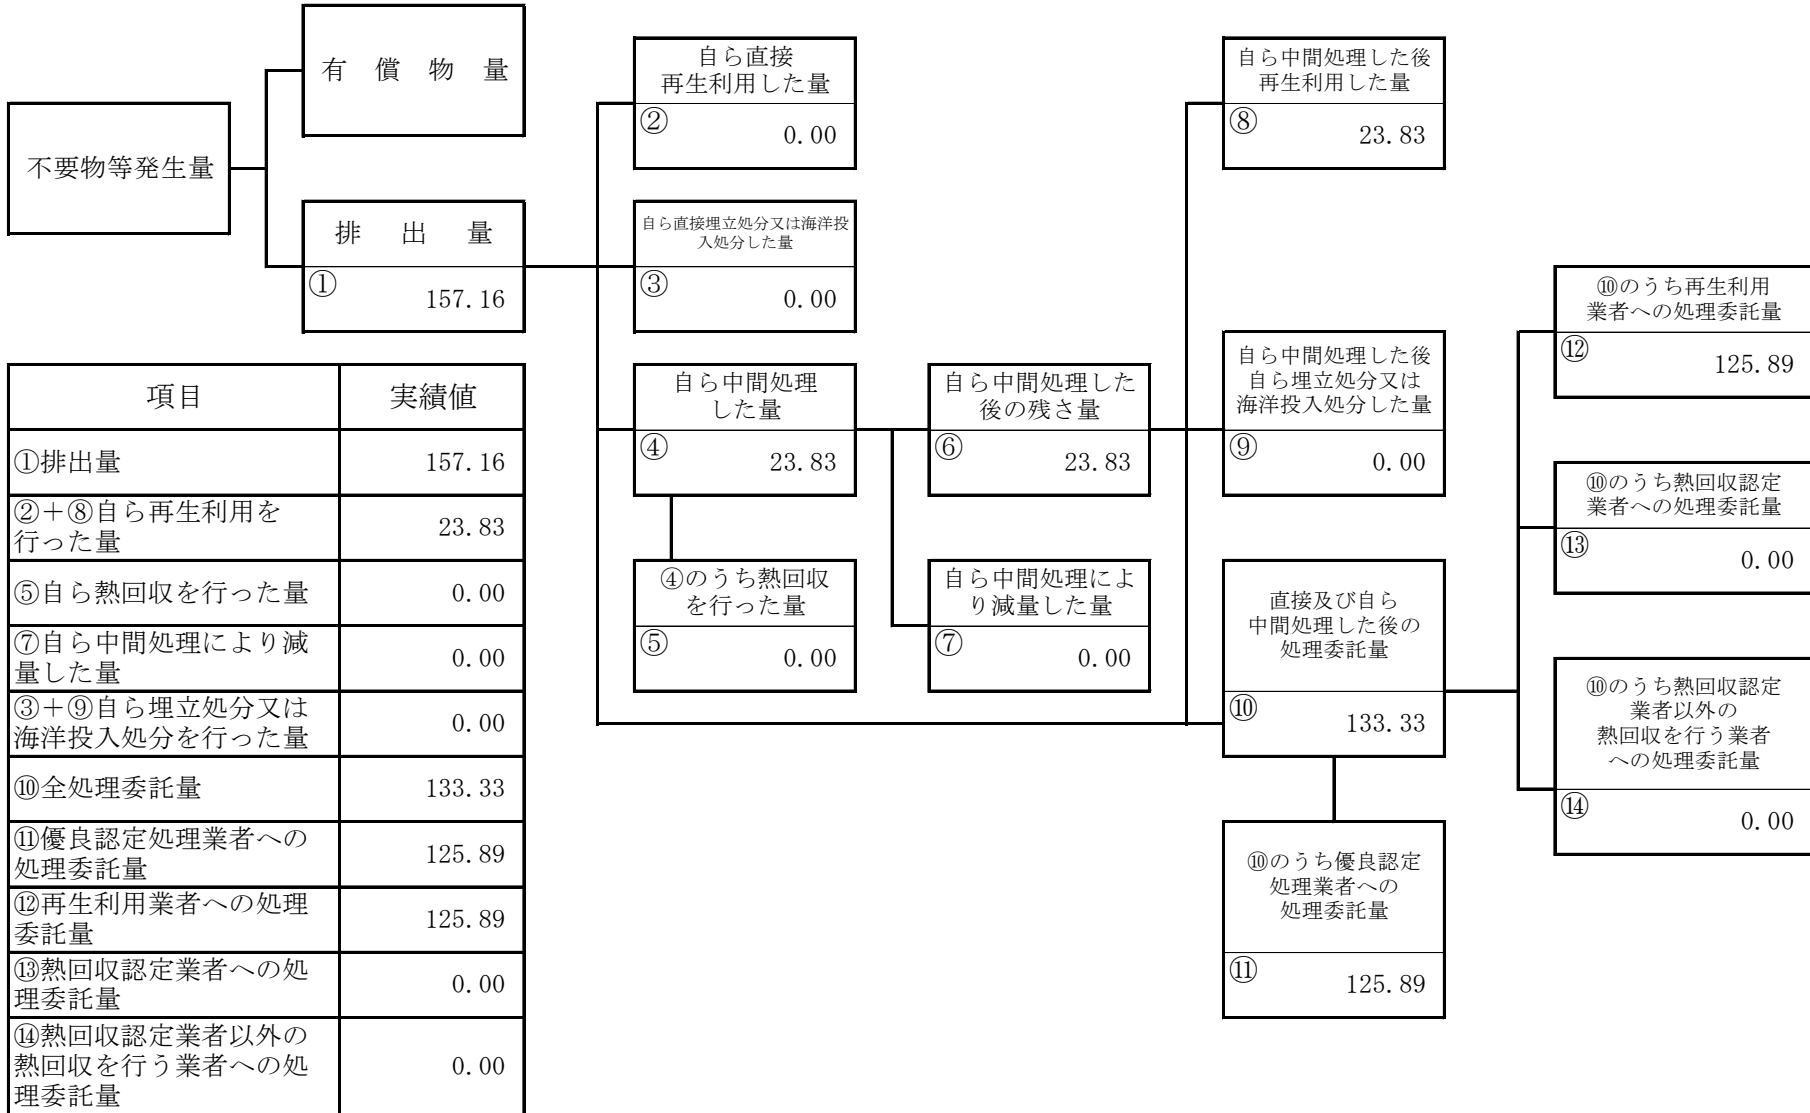 不要物等発生量
有償物量
排出量
①
157.16
自ら直接
再生利用した量
②
0.00
自ら直接埋立処分又は海洋投
入処分した量
③
0.00
自ら中間処理
した量
④
23.83
④のうち熱回収
を行った量
⑤
0.00
自ら中間処理した
後の残さ量
⑥
23.83
自ら中間処理によ
り減量した量
⑦
0.00
自ら中間処理した後
再生利用した量
⑧
23.83
自ら中間処理した後
自ら埋立処分又は
海洋投入処分した量
⑨
0.00
直接及び自ら
中間処理した後の
処理委託量
⑩
133.33
⑩のうち優良認定
処理業者への
処理委託量
⑪
125.89
⑩のうち再生利用
業者への処理委託量
⑫
125.89
⑩のうち熱回収認定
業者への処理委託量
⑬
0.00
⑩のうち熱回収認定
業者以外の
熱回収を行う業者
への処理委託量
⑭
0.00
項目 実績値
①排出量 157.16
②＋⑧自ら再生利用を
行った量
23.83
⑤自ら熱回収を行った量 0.00
⑦自ら中間処理により減
量した量
0.00
③＋⑨自ら埋立処分又は
海洋投入処分を行った量
0.00
⑩全処理委託量 133.33
⑪優良認定処理業者への
処理委託量
125.89
⑫再生利用業者への処理
委託量
125.89
⑬熱回収認定業者への処
理委託量
0.00
⑭熱回収認定業者以外の
熱回収を行う業者への処
理委託量
0.00